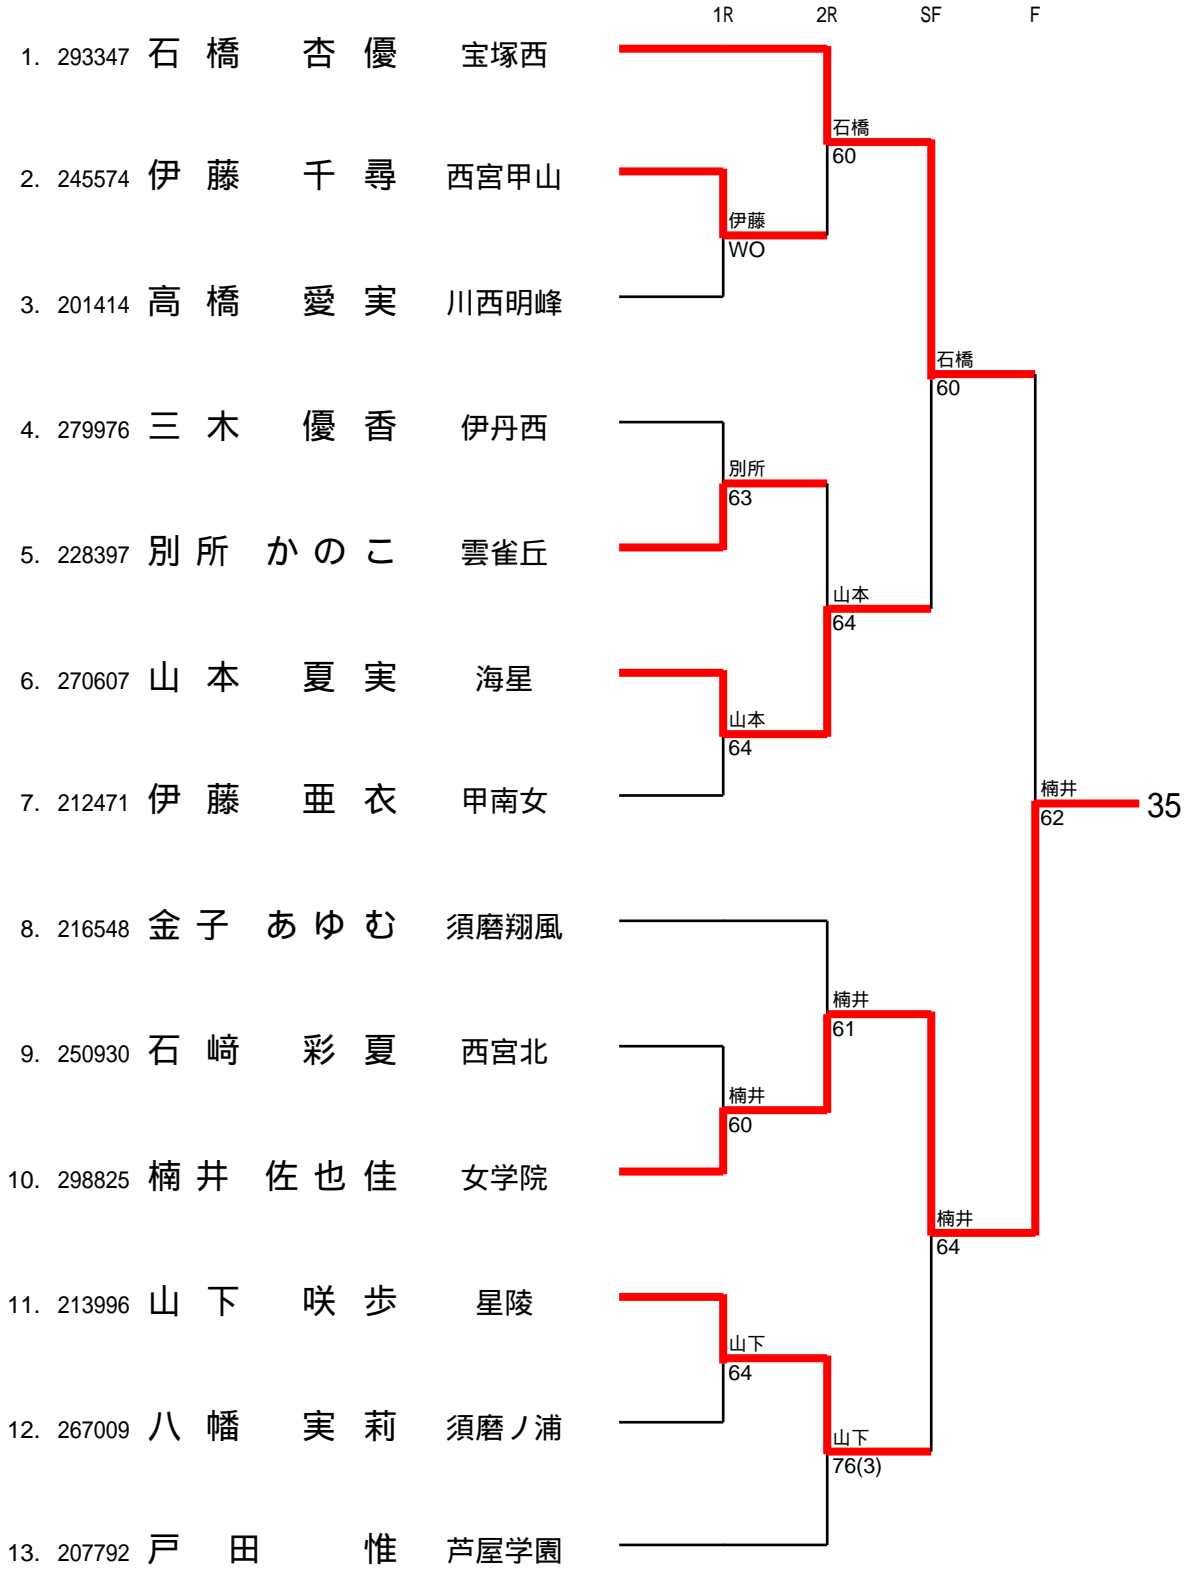 1R 2R SF F
1. 293347 石橋 杏優 宝塚西
石橋
60
2. 245574 伊藤 千尋 西宮甲山
伊藤
WO
3. 201414 高橋 愛実 川西明峰
石橋
60
4. 279976 三木 優香 伊丹西
別所
63
5. 228397 別所 かのこ 雲雀丘
山本
64
6. 270607 山本 夏実 海星
山本
64
7. 212471 伊藤 亜衣 甲南女
楠井
62
35
8. 216548 金子 あゆむ 須磨翔風
楠井
61
9. 250930 石﨑 彩夏 西宮北
楠井
60
10. 298825 楠井 佐也佳 女学院
楠井
64
11. 213996 山下 咲歩 星陵
山下
64
12. 267009 八幡 実莉 須磨ノ浦
山下
76(3)
13. 207792 戸田 惟 芦屋学園